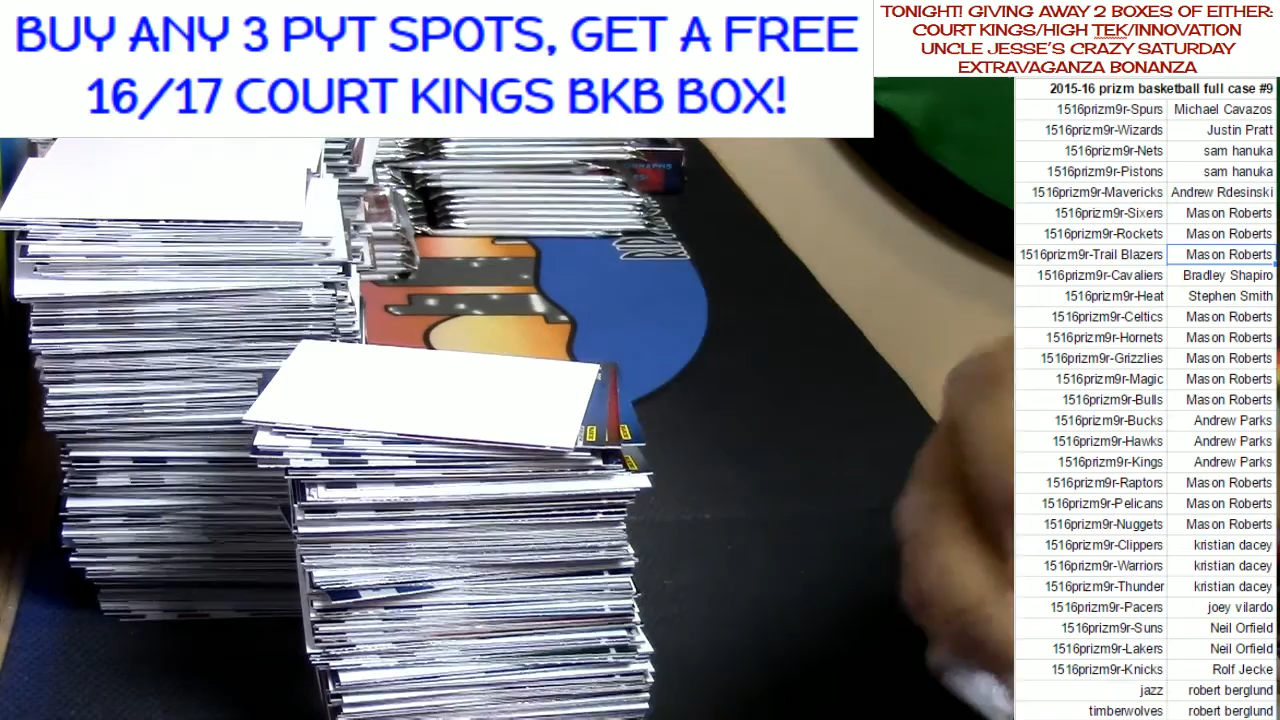 BUY ANY 3 PYT SPOTS, GET A FREE
16/17 COURT KINGS BKB BOX!
TONIGHT! GIVING AWAY 2 BOXES OF EITHER:
COURT KINGS/HIGH TEK/INNOVATION
UNCLE JESSE'S CRAZY SATURDAY
EXTRAVAGANZA BONANZA
2015-16 prizm basketball full case #9
1516prizm9r-Spurs Michael Cavazos
1516prizm9r-Wizards Justin Pratt
1516prizm9r-Nets sam hanuka
1516prizm9r-Pistons sam hanuka
1516prizm9r-Mavericks Andrew Rdesinski
1516prizm9r-Sixers Mason Roberts
1516prizm9r-Rockets Mason Roberts
1516prizm9r-Trail Blazers Mason Roberts
1516prizm9r-Cavaliers Bradley Shapiro
1516prizm9r-Heat Stephen Smith
1516prizm9r-Celtics Mason Roberts
1516prizm9r-Hornets Mason Roberts
1516prizm9r-Grizzlies Mason Roberts
1516prizm9r-Magic Mason Roberts
1516prizm9r-Bulls Mason Roberts
1516prizm9r-Bucks Andrew Parks
1516prizm9r-Hawks Andrew Parks
1516prizm9r-Kings Andrew Parks
1516prizm9r-Raptors Mason Roberts
1516prizm9r-Pelicans Mason Roberts
1516prizm9r-Nuggets Mason Roberts
1516prizm9r-Clippers kristian dacey
1516prizm9r-Warriors kristian dacey
1516prizm9r-Thunder kristian dacey
1516prizm9r-Pacers joey vilardo
1516prizm9r-Suns Neil Orfield
1516prizm9r-Lakers Neil Orfield
1516prizm9r-Knicks Rolf Jecke
jazz robert berglund
timberwolves robert berglund